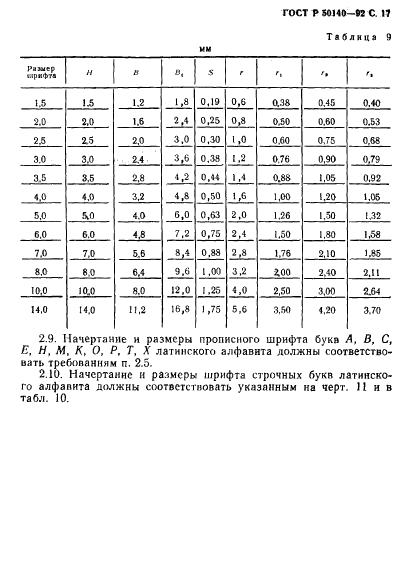 ГОСТ Р 50140—92 С. 17
Таблица 9
мм
Размер шрифта H B B₁ S r r₁ r₂ r₃
1,5 1,5 1,2 1,8 0,19 0,6 0,38 0,45 0,40
2,0 2,0 1,6 2,4 0,25 0,8 0,50 0,60 0,53
2,5 2,5 2,0 3,0 0,30 1,0 0,60 0,75 0,68
3,0 3,0 2,4 3,6 0,38 1,2 0,76 0,90 0,79
3,5 3,5 2,8 4,2 0,44 1,4 0,88 1,05 0,92
4,0 4,0 3,2 4,8 0,50 1,6 1,00 1,20 1,05
5,0 5,0 4,0 6,0 0,63 2,0 1,26 1,50 1,32
6,0 6,0 4,8 7,2 0,75 2,4 1,50 1,80 1,58
7,0 7,0 5,6 8,4 0,88 2,8 1,76 2,10 1,85
8,0 8,0 6,4 9,6 1,00 3,2 2,00 2,40 2,11
10,0 10,0 8,0 12,0 1,25 4,0 2,50 3,00 2,64
14,0 14,0 11,2 16,8 1,75 5,6 3,50 4,20 3,70
2.9. Начертание и размеры прописного шрифта букв A, B, C,
E, H, M, K, O, P, T, X латинского алфавита должны соответство-
вать требованиям п. 2.5.
2.10. Начертание и размеры шрифта строчных букв латинско-
го алфавита должны соответствовать указанным на черт. 11 и в
табл. 10.